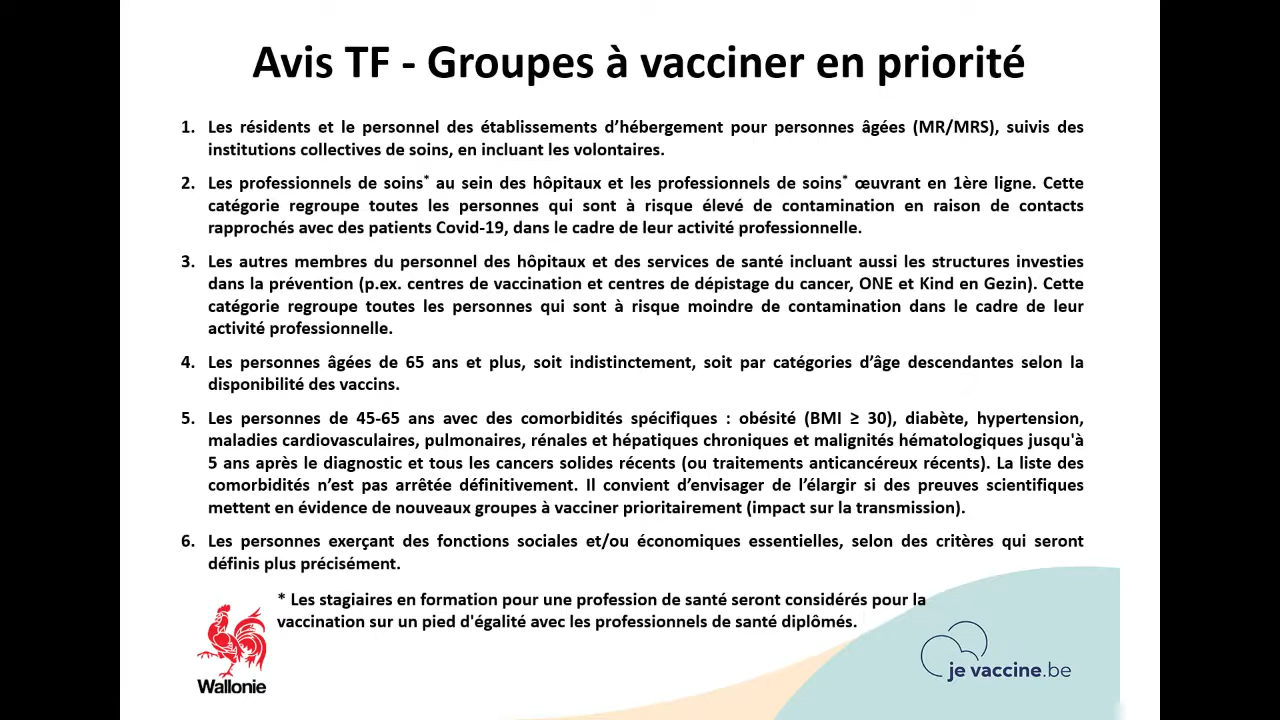 Avis TF - Groupes à vacciner en priorité
1. Les résidents et le personnel des établissements d’hébergement pour personnes âgées (MR/MRS), suivis des
institutions collectives de soins, en incluant les volontaires.
2. Les professionnels de soins* au sein des hôpitaux et les professionnels de soins* œuvrant en 1ère ligne. Cette
catégorie regroupe toutes les personnes qui sont à risque élevé de contamination en raison de contacts
rapprochés avec des patients Covid-19, dans le cadre de leur activité professionnelle.
3. Les autres membres du personnel des hôpitaux et des services de santé incluant aussi les structures investies
dans la prévention (p.ex. centres de vaccination et centres de dépistage du cancer, ONE et Kind en Gezin). Cette
catégorie regroupe toutes les personnes qui sont à risque moindre de contamination dans le cadre de leur
activité professionnelle.
4. Les personnes âgées de 65 ans et plus, soit indistinctement, soit par catégories d’âge descendantes selon la
disponibilité des vaccins.
5. Les personnes de 45-65 ans avec des comorbidités spécifiques : obésité (BMI ≥ 30), diabète, hypertension,
maladies cardiovasculaires, pulmonaires, rénales et hépatiques chroniques et malignités hématologiques jusqu'à
5 ans après le diagnostic et tous les cancers solides récents (ou traitements anticancéreux récents). La liste des
comorbidités n’est pas arrêtée définitivement. Il convient d’envisager de l’élargir si des preuves scientifiques
mettent en évidence de nouveaux groupes à vacciner prioritairement (impact sur la transmission).
6. Les personnes exerçant des fonctions sociales et/ou économiques essentielles, selon des critères qui seront
définis plus précisément.
* Les stagiaires en formation pour une profession de santé seront considérés pour la
vaccination sur un pied d'égalité avec les professionnels de santé diplômés.
Wallonie
je vaccine.be